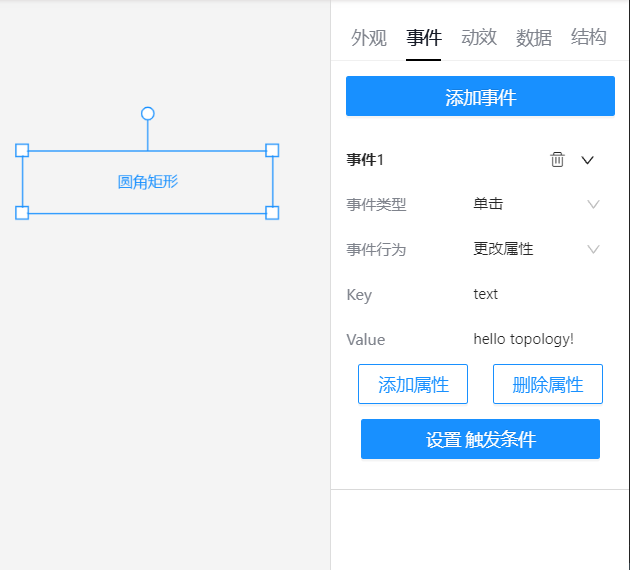 外观 事件 动效 数据 结构
添加事件
事件1
圆角矩形
事件类型 单击
事件行为 更改属性
Key text
Value hello topology!
添加属性 删除属性
设置 触发条件